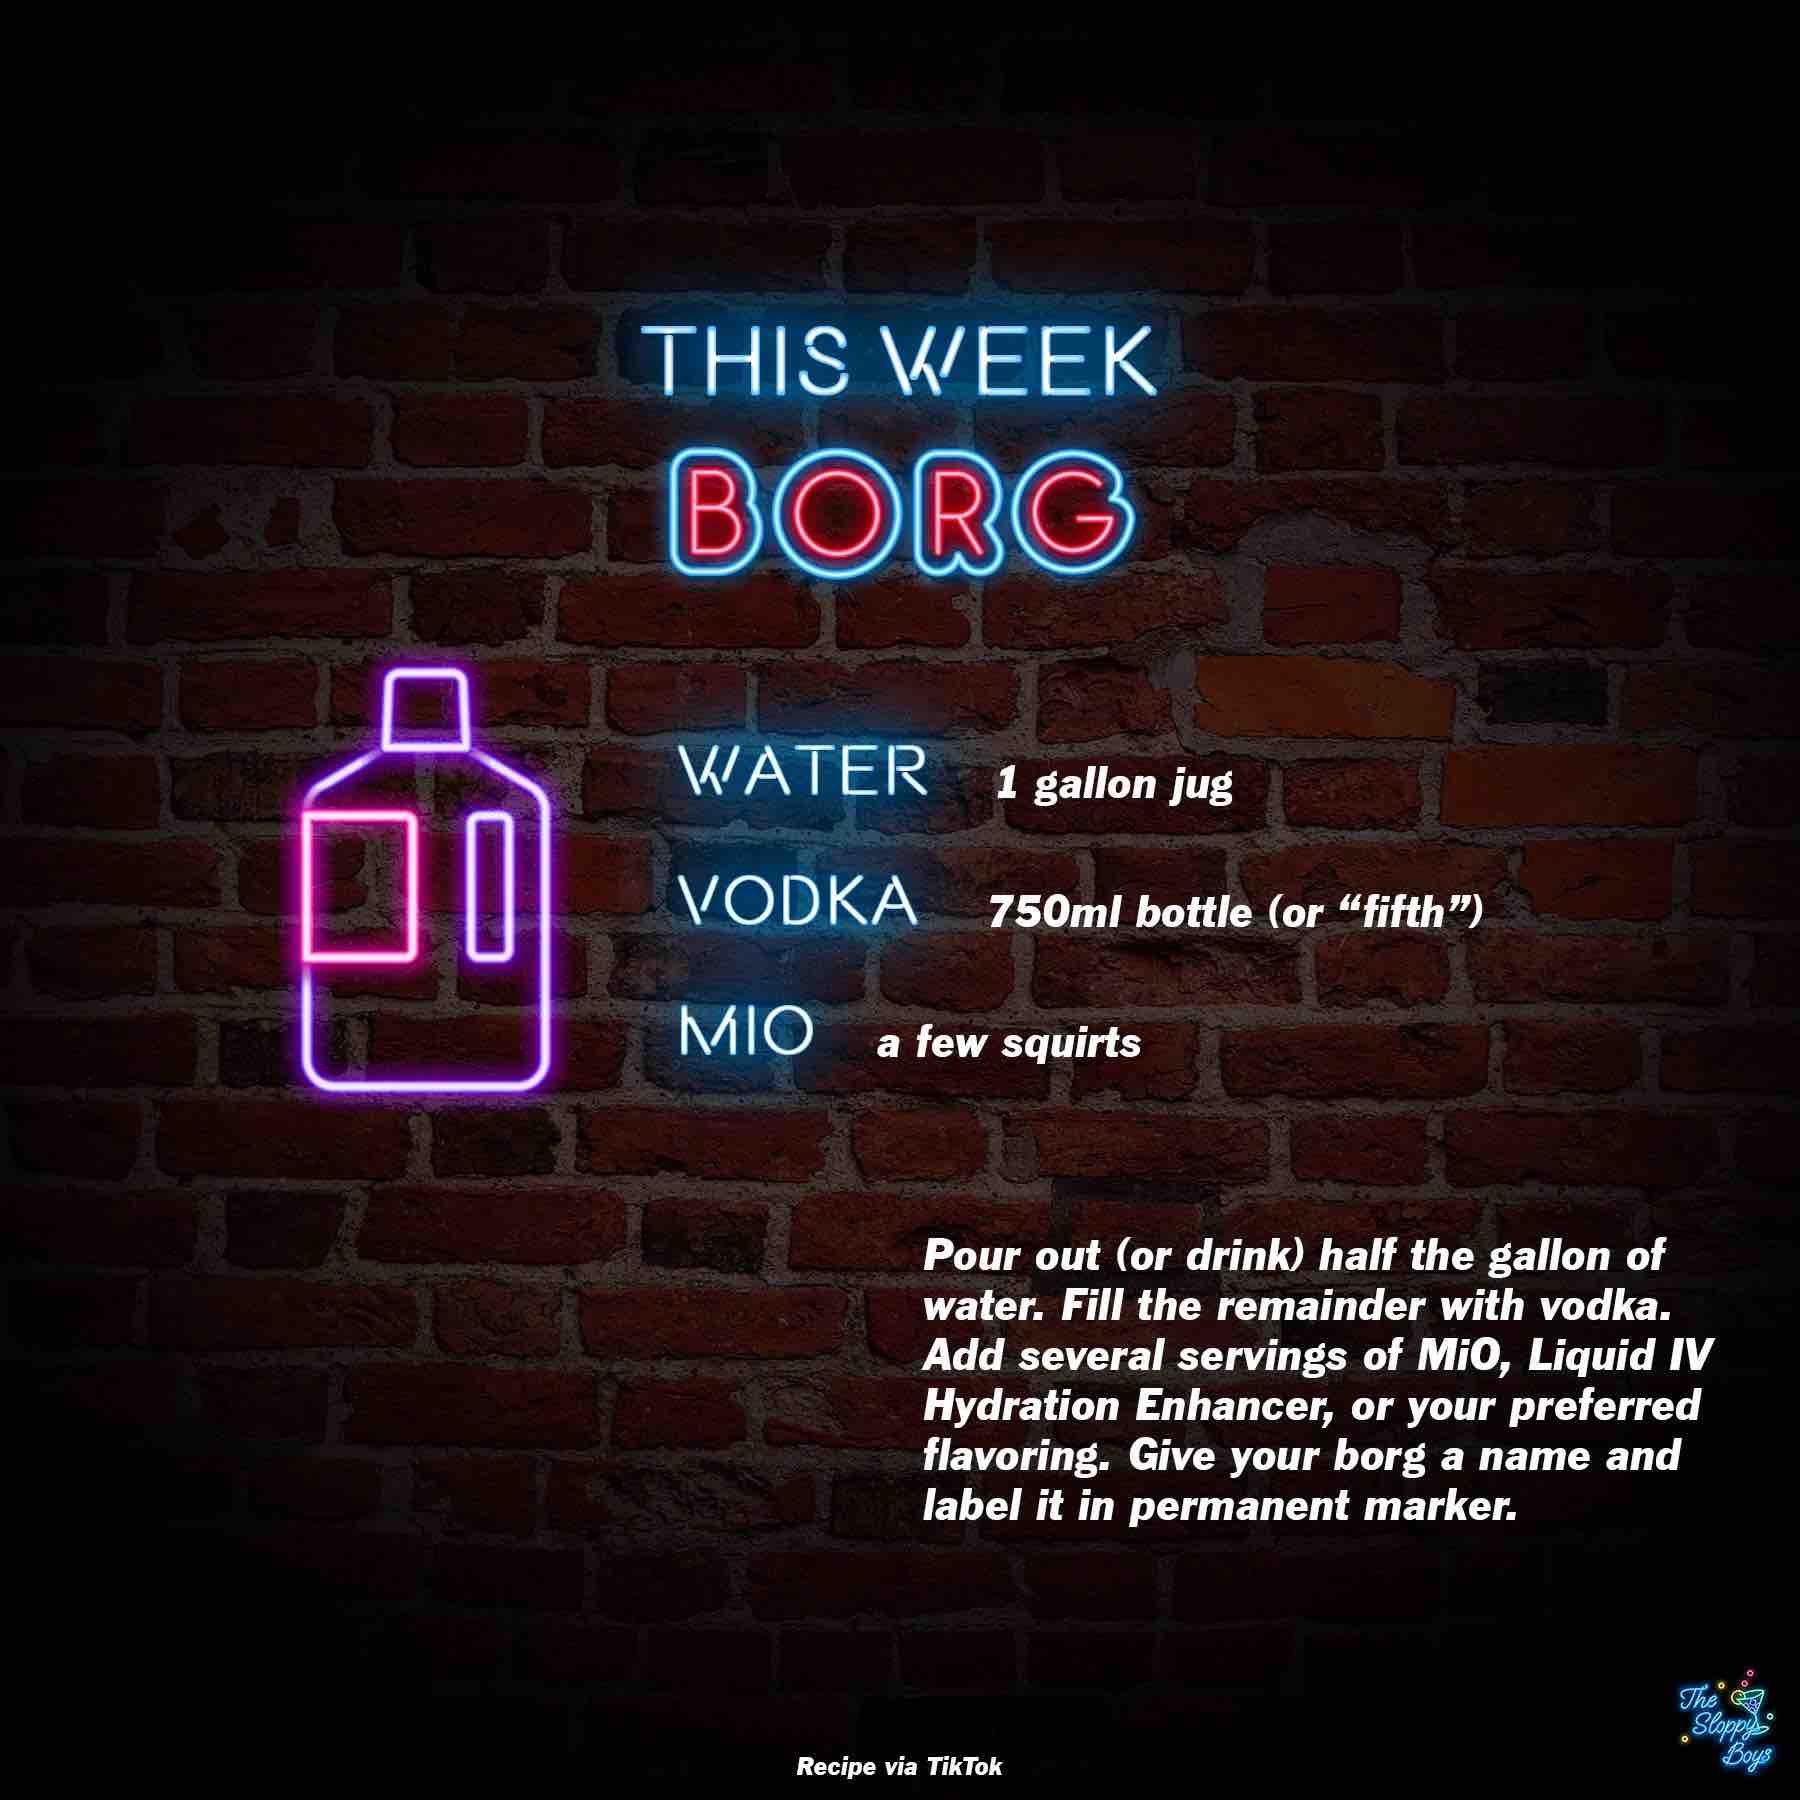 THIS WEEK
BORG
WATER 1 gallon jug
VODKA 750ml bottle (or “fifth”)
MIO a few squirts
Pour out (or drink) half the gallon of
water. Fill the remainder with vodka.
Add several servings of MiO, Liquid IV
Hydration Enhancer, or your preferred
flavoring. Give your borg a name and
label it in permanent marker.
The
Sloppy
Boys
Recipe via TikTok